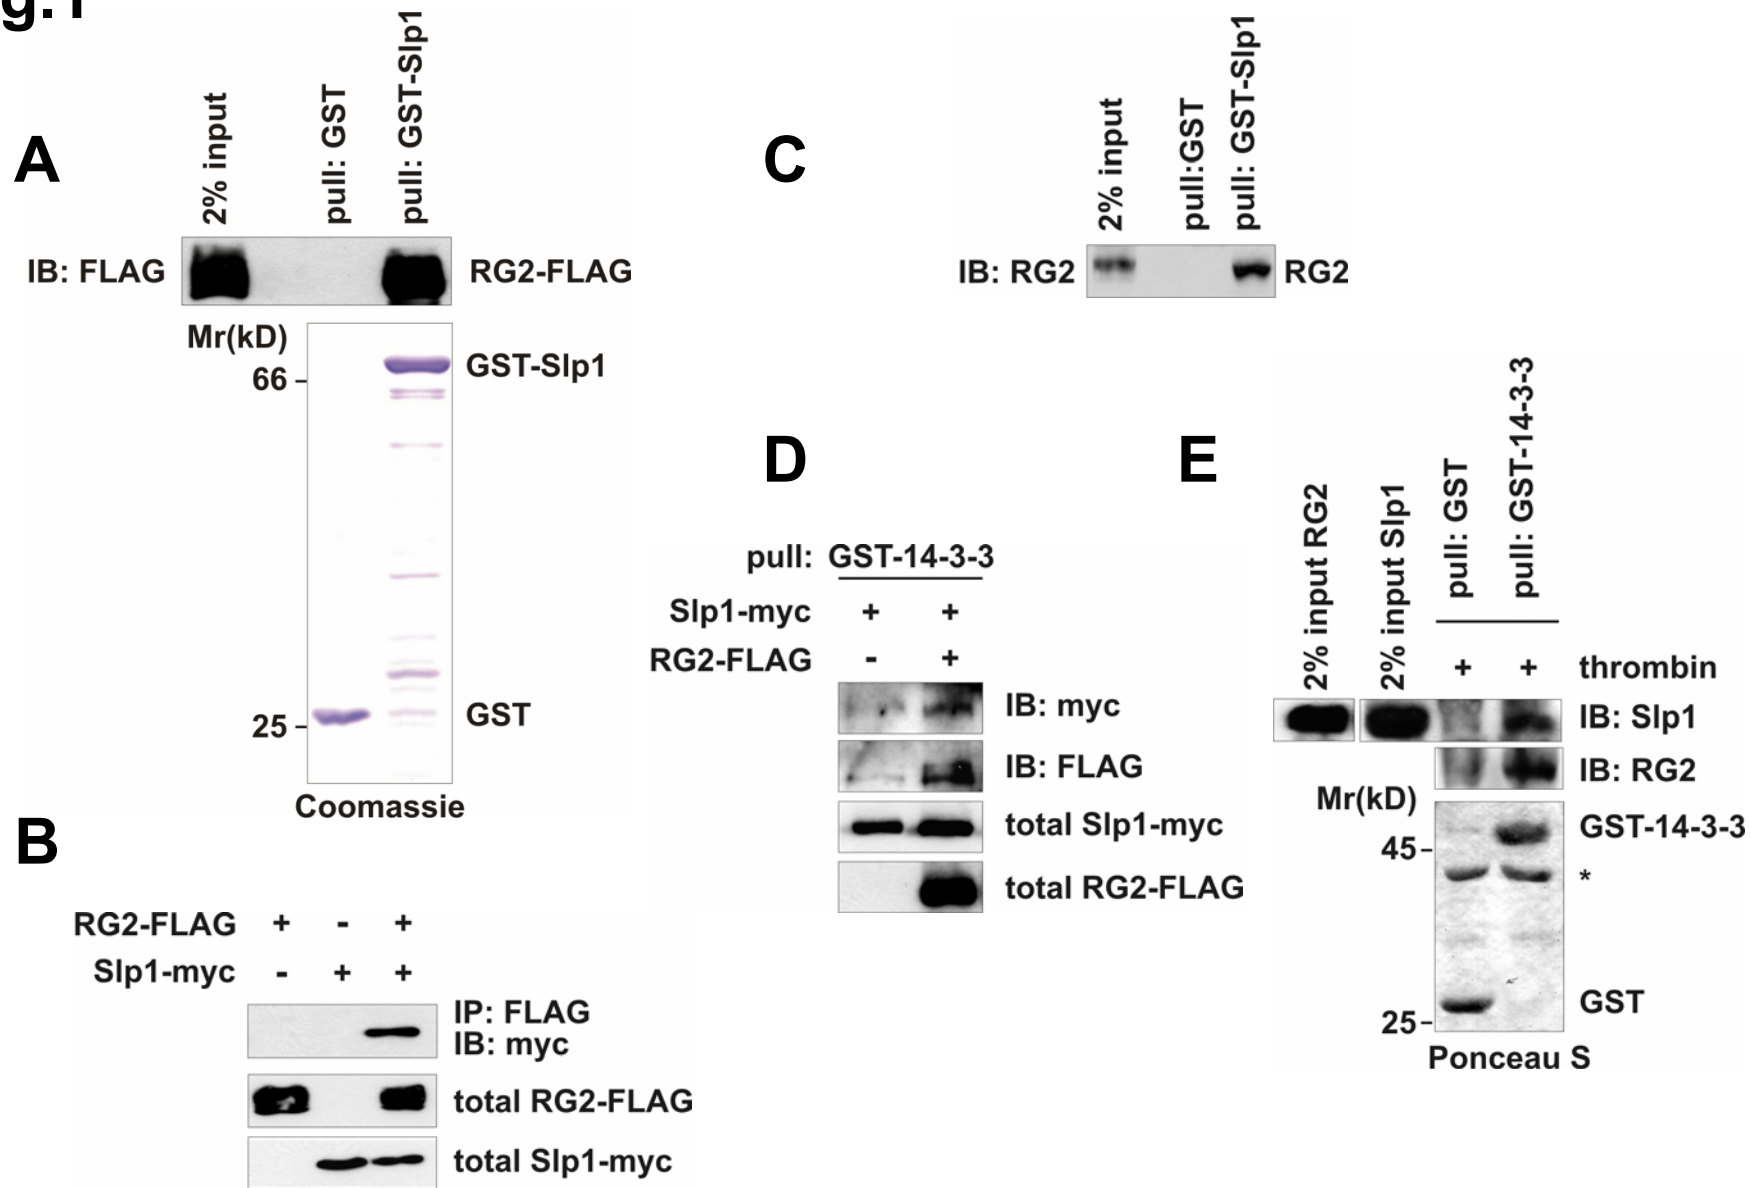 g.1
A
2% input
pull: GST
pull: GST-Slp1
IB: FLAG
RG2-FLAG
Mr(kD)
66
GST-Slp1
25
GST
Coomassie
B
RG2-FLAG + - +
Slp1-myc - + +
IP: FLAG
IB: myc
total RG2-FLAG
total Slp1-myc
C
2% input
pull:GST
pull: GST-Slp1
IB: RG2
RG2
D
pull: GST-14-3-3
Slp1-myc + +
RG2-FLAG - +
IB: myc
IB: FLAG
total Slp1-myc
total RG2-FLAG
E
2% input RG2
2% input Slp1
pull: GST
pull: GST-14-3-3
+ + thrombin
IB: Slp1
IB: RG2
Mr(kD)
GST-14-3-3
45
*
GST
25
Ponceau S